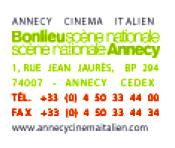 ANNECY CINEMA ITALIEN
Bonlieu scène nationale
scène nationale Annecy
1, RUE JEAN JAURÈS, BP 294
74007 - ANNECY CEDEX
TÉL. +33 (0) 4 50 33 44 00
FAX +33 (0) 4 50 33 44 34
www.annecycinemaitalien.com